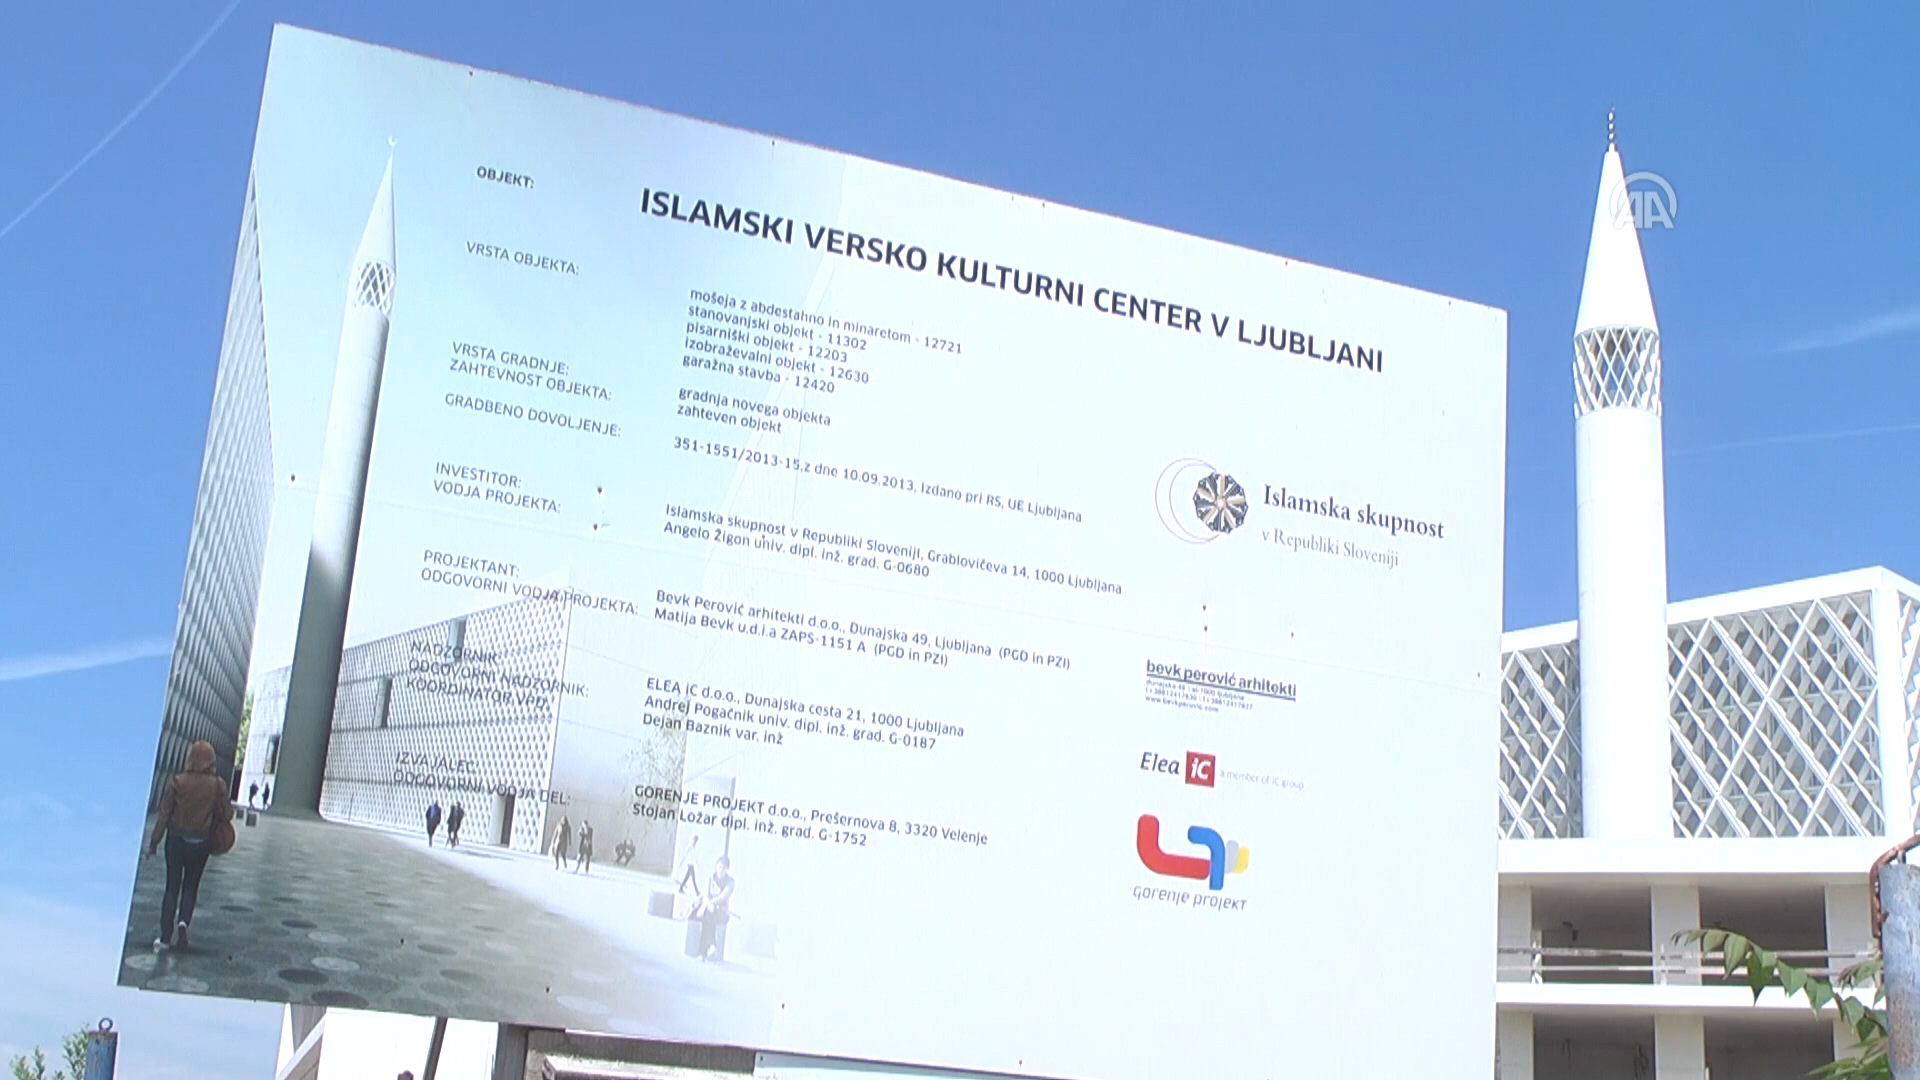 AA
OBJEKT:
ISLAMSKI VERSKO KULTURNI CENTER V LJUBLJANI
VRSTA OBJEKTA:
mošeja z abdestahno in minaretom - 12721
stanovanjski objekt - 11302
pisarniški objekt - 12203
izobraževalni objekt - 12630
garažna stavba - 12420
VRSTA GRADNJE:
gradnja novega objekta
ZAHTEVNOST OBJEKTA:
zahteven objekt
GRADBENO DOVOLJENJE:
351-1551/2013-15,z dne 10.09.2013, izdano pri RS, UE Ljubljana
INVESTITOR:
Islamska skupnost v Republiki Sloveniji, Grablovičeva 14, 1000 Ljubljana
VODJA PROJEKTA:
Angelo Žigon univ. dipl. inž. grad. G-0680
Islamska skupnost
v Republiki Sloveniji
PROJEKTANT:
Bevk Perović arhitekti d.o.o., Dunajska 49, Ljubljana (PGD in PZI)
ODGOVORNI VODJA PROJEKTA:
Matija Bevk u.d.i.a ZAPS-1151 A (PGD in PZI)
bevk perović arhitekti
www.bevkperovic.com
NADZORNIK:
ELEA iC d.o.o., Dunajska cesta 21, 1000 Ljubljana
ODGOVORNI NADZORNIK:
Andrej Pogačnik univ. dipl. inž. grad. G-0187
KOORDINATOR VPD:
Dejan Baznik var. inž
Elea iC a member of iC group
IZVAJALEC:
GORENJE PROJEKT d.o.o., Prešernova 8, 3320 Velenje
ODGOVORNI VODJA DEL:
Stojan Ložar dipl. inž. grad. G-1752
gorenje projekt